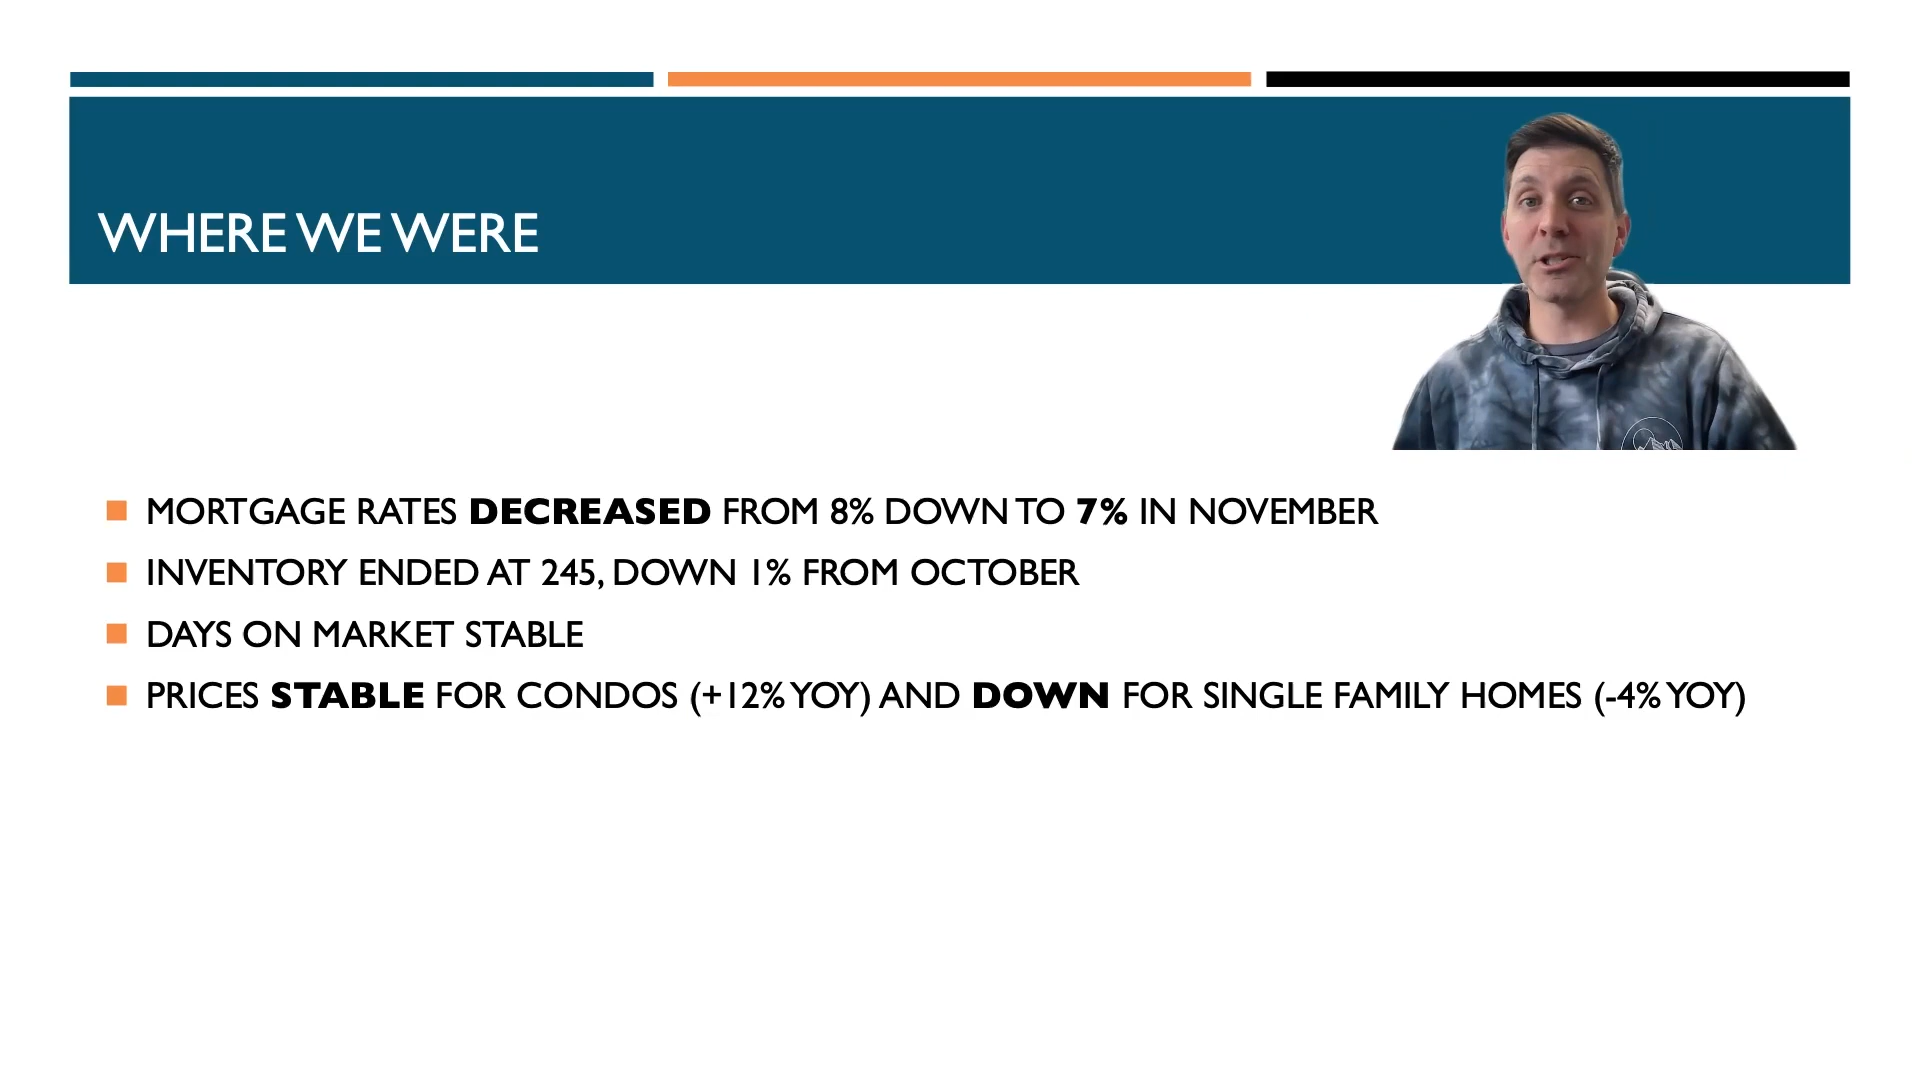 WHERE WE WERE
MORTGAGE RATES DECREASED FROM 8% DOWN TO 7% IN NOVEMBER
INVENTORY ENDED AT 245, DOWN 1% FROM OCTOBER
DAYS ON MARKET STABLE
PRICES STABLE FOR CONDOS (+12% YOY) AND DOWN FOR SINGLE FAMILY HOMES (-4% YOY)